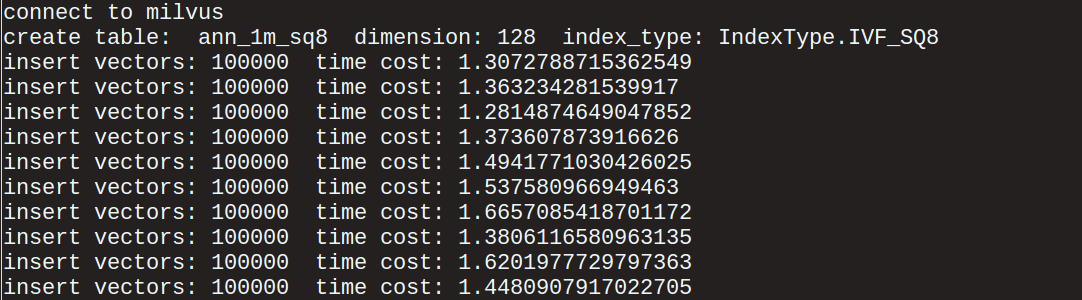 connect to milvus
create table:  ann_1m_sq8  dimension: 128  index_type: IndexType.IVF_SQ8
insert vectors: 100000  time cost: 1.3072788715362549
insert vectors: 100000  time cost: 1.363234281539917
insert vectors: 100000  time cost: 1.2814874649047852
insert vectors: 100000  time cost: 1.373607873916626
insert vectors: 100000  time cost: 1.4941771030426025
insert vectors: 100000  time cost: 1.537580966949463
insert vectors: 100000  time cost: 1.6657085418701172
insert vectors: 100000  time cost: 1.3806116580963135
insert vectors: 100000  time cost: 1.6201977729797363
insert vectors: 100000  time cost: 1.4480907917022705